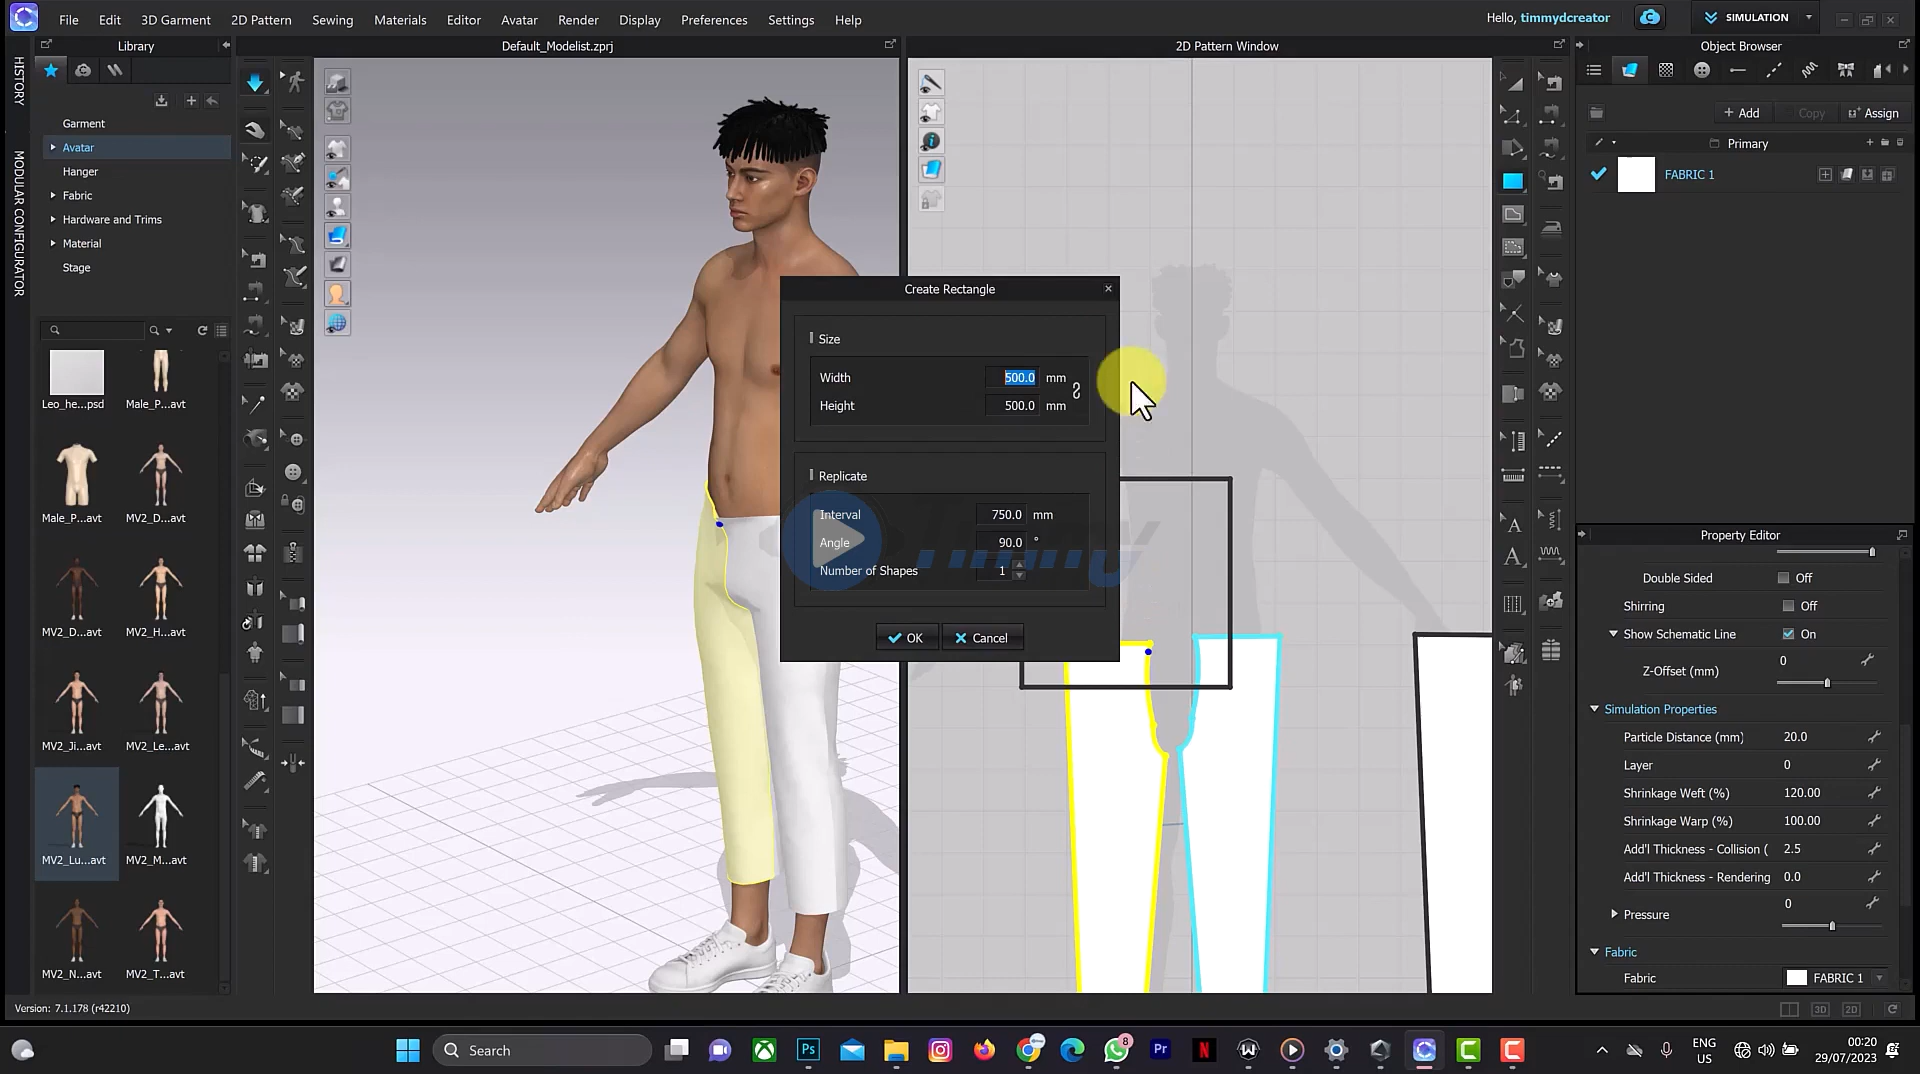 File Edit 3D Garment 2D Pattern Sewing Materials Editor Avatar Render Display Preferences Settings Help
Hello, timmydcreator
SIMULATION
HISTORY
MODULAR CONFIGURATOR
Library
Default_Modelist.zprj
2D Pattern Window
Object Browser
Garment
Avatar
Hanger
Fabric
Hardware and Trims
Material
Stage
+ Add
Copy
Assign
Primary
FABRIC 1
Leo_he...psd
Male_P...avt
Male_P...avt
MV2_D...avt
MV2_D...avt
MV2_H...avt
MV2_Ji...avt
MV2_Le...avt
MV2_Lu...avt
MV2_M...avt
MV2_N...avt
MV2_T...avt
Version: 7.1.178 (r42210)
Create Rectangle
Size
Width 500.0 mm
Height 500.0 mm
Replicate
Interval 750.0 mm
Angle 90.0 °
Number of Shapes 1
OK
Cancel
Timmy
Property Editor
Double Sided Off
Shirring Off
Show Schematic Line On
Z-Offset (mm) 0
Simulation Properties
Particle Distance (mm) 20.0
Layer 0
Shrinkage Weft (%) 120.00
Shrinkage Warp (%) 100.00
Add'l Thickness - Collision ( 2.5
Add'l Thickness - Rendering 0.0
Pressure 0
Fabric
Fabric FABRIC 1
3D
2D
Search
Ps
8
Pr
N
ENG
US
00:20
29/07/2023